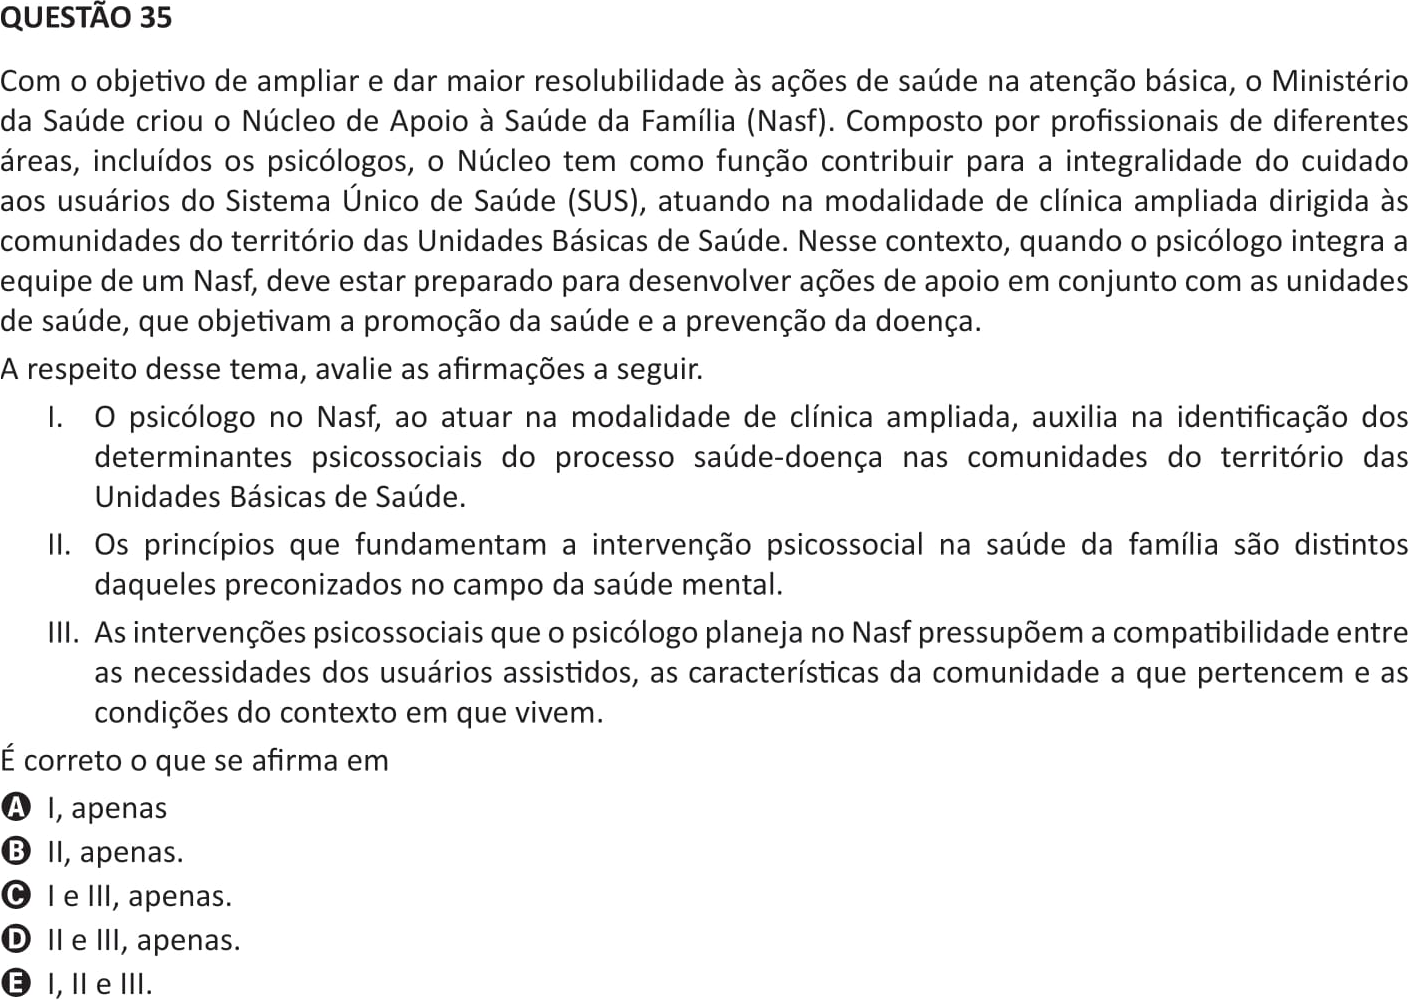 QUESTÃO 35
Com o objetivo de ampliar e dar maior resolubilidade às ações de saúde na atenção básica, o Ministério
da Saúde criou o Núcleo de Apoio à Saúde da Família (Nasf). Composto por profissionais de diferentes
áreas, incluídos os psicólogos, o Núcleo tem como função contribuir para a integralidade do cuidado
aos usuários do Sistema Único de Saúde (SUS), atuando na modalidade de clínica ampliada dirigida às
comunidades do território das Unidades Básicas de Saúde. Nesse contexto, quando o psicólogo integra a
equipe de um Nasf, deve estar preparado para desenvolver ações de apoio em conjunto com as unidades
de saúde, que objetivam a promoção da saúde e a prevenção da doença.
A respeito desse tema, avalie as afirmações a seguir.
I. O psicólogo no Nasf, ao atuar na modalidade de clínica ampliada, auxilia na identificação dos
determinantes psicossociais do processo saúde-doença nas comunidades do território das
Unidades Básicas de Saúde.
II. Os princípios que fundamentam a intervenção psicossocial na saúde da família são distintos
daqueles preconizados no campo da saúde mental.
III. As intervenções psicossociais que o psicólogo planeja no Nasf pressupõem a compatibilidade entre
as necessidades dos usuários assistidos, as características da comunidade a que pertencem e as
condições do contexto em que vivem.
É correto o que se afirma em
A I, apenas
B II, apenas.
C I e III, apenas.
D II e III, apenas.
E I, II e III.